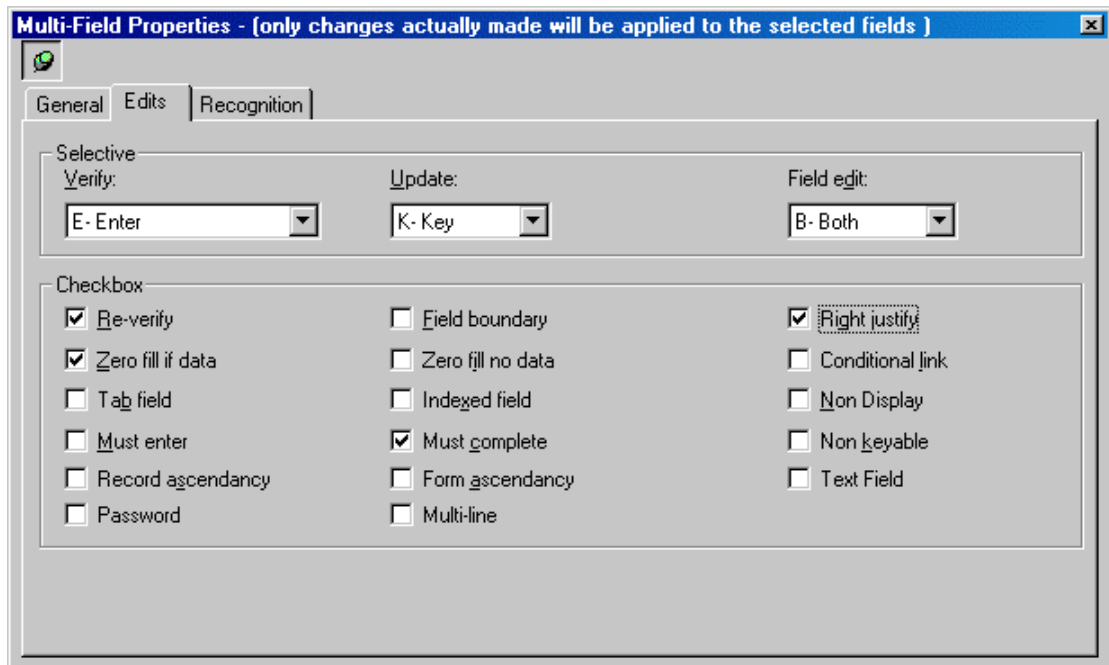 Multi-Field Properties - (only changes actually made will be applied to the selected fields )
General Edits Recognition
Selective
Verify: Update: Field edit:
E- Enter K- Key B- Both
Checkbox
Re-verify Field boundary Right justify
Zero fill if data Zero fill no data Conditional link
Tab field Indexed field Non Display
Must enter Must complete Non keyable
Record ascendancy Form ascendancy Text Field
Password Multi-line